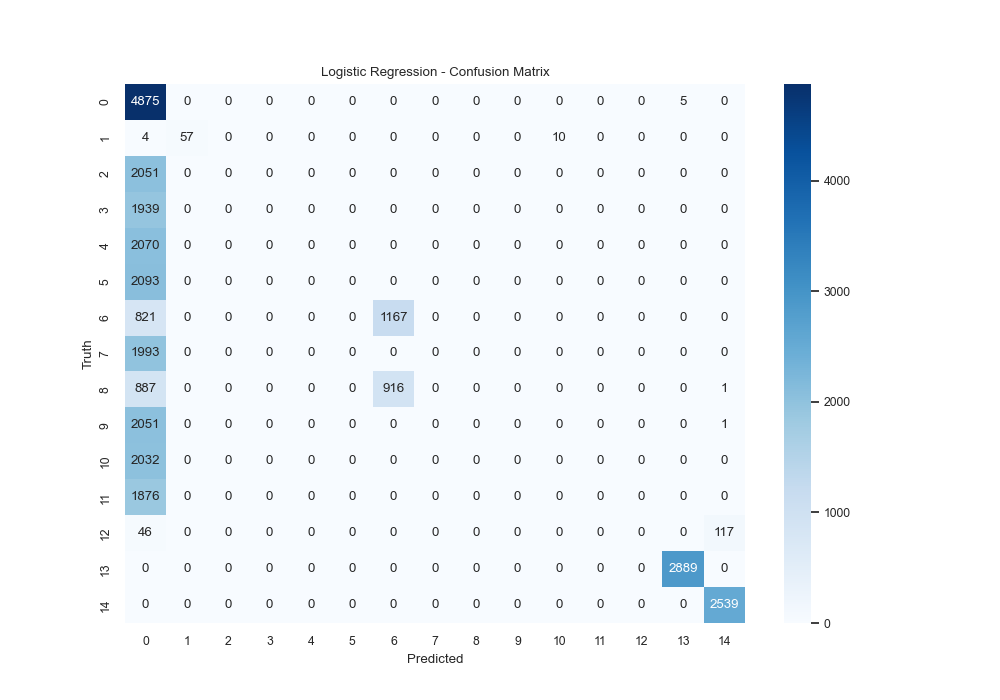 Logistic Regression - Confusion Matrix
0 4875 0 0 0 0 0 0 0 0 0 0 0 0 5 0
1 4 57 0 0 0 0 0 0 0 0 10 0 0 0 0
2 2051 0 0 0 0 0 0 0 0 0 0 0 0 0 0
3 1939 0 0 0 0 0 0 0 0 0 0 0 0 0 0
4 2070 0 0 0 0 0 0 0 0 0 0 0 0 0 0
5 2093 0 0 0 0 0 0 0 0 0 0 0 0 0 0
6 821 0 0 0 0 0 1167 0 0 0 0 0 0 0 0
7 1993 0 0 0 0 0 0 0 0 0 0 0 0 0 0
8 887 0 0 0 0 0 916 0 0 0 0 0 0 0 1
9 2051 0 0 0 0 0 0 0 0 0 0 0 0 0 1
10 2032 0 0 0 0 0 0 0 0 0 0 0 0 0 0
11 1876 0 0 0 0 0 0 0 0 0 0 0 0 0 0
12 46 0 0 0 0 0 0 0 0 0 0 0 0 0 117
13 0 0 0 0 0 0 0 0 0 0 0 0 0 2889 0
14 0 0 0 0 0 0 0 0 0 0 0 0 0 0 2539
0 1 2 3 4 5 6 7 8 9 10 11 12 13 14
Predicted
Truth
4000
3000
2000
1000
0